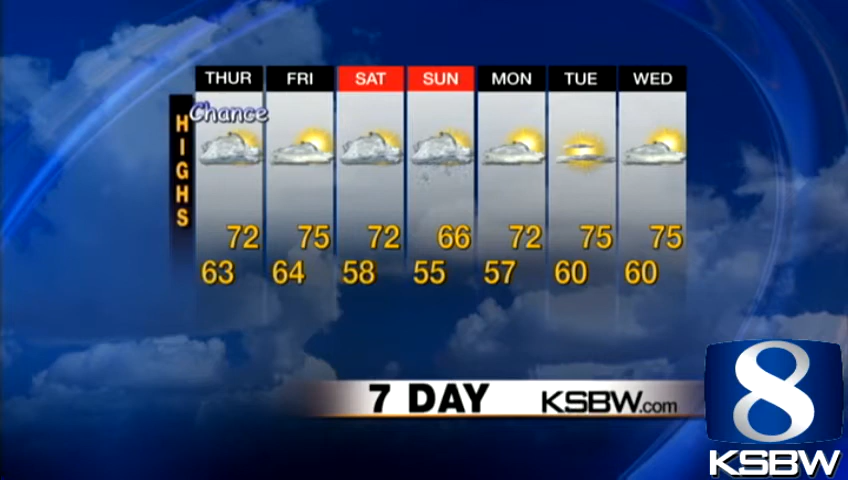 THUR FRI SAT SUN MON TUE WED
Chance
HIGHS
72 75 72 66 72 75 75
63 64 58 55 57 60 60
7 DAY KSBW.com
8
KSBW